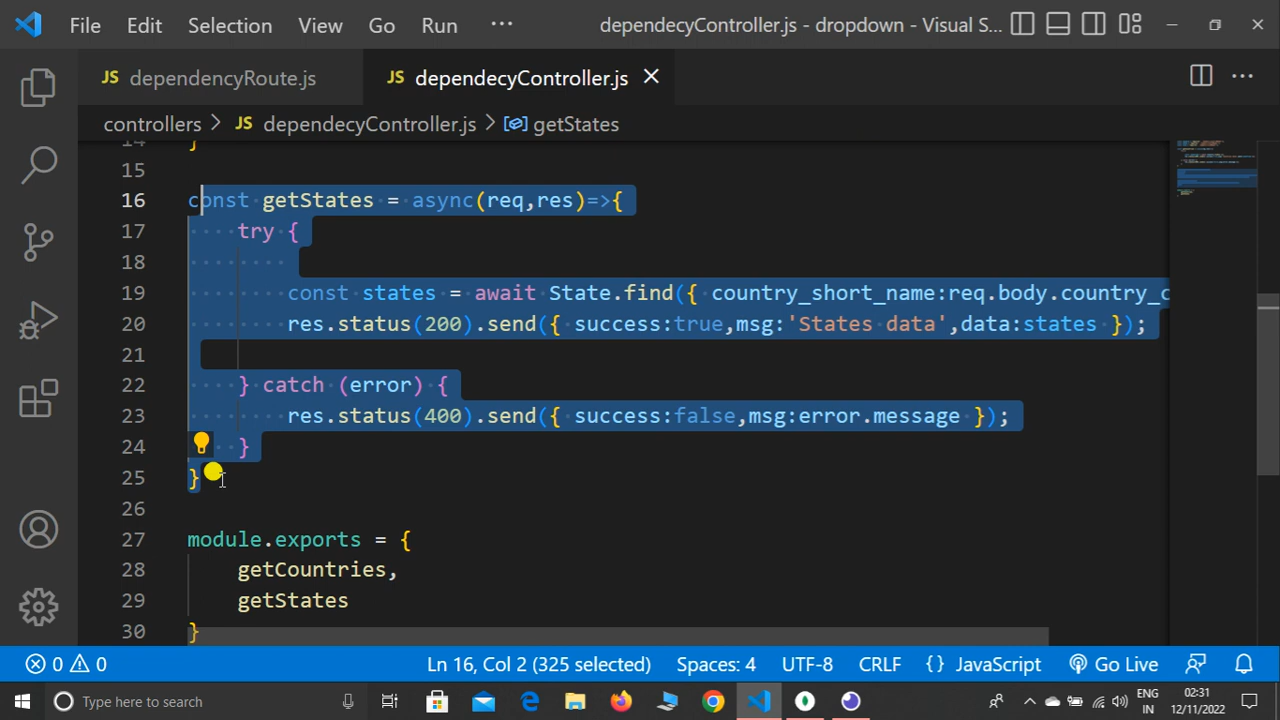 File Edit Selection View Go Run ··· dependecyController.js - dropdown - Visual S...
JS dependencyRoute.js JS dependecyController.js
controllers > JS dependecyController.js > getStates
14 }
15
16 const getStates = async(req,res)=>{
17 try {
18
19 const states = await State.find({ country_short_name:req.body.country_c
20 res.status(200).send({ success:true,msg:'States data',data:states });
21
22 } catch (error) {
23 res.status(400).send({ success:false,msg:error.message });
24 }
25 }
26
27 module.exports = {
28 getCountries,
29 getStates
30 }
0 0 Ln 16, Col 2 (325 selected) Spaces: 4 UTF-8 CRLF {} JavaScript Go Live
Type here to search ENG IN 02:31 12/11/2022